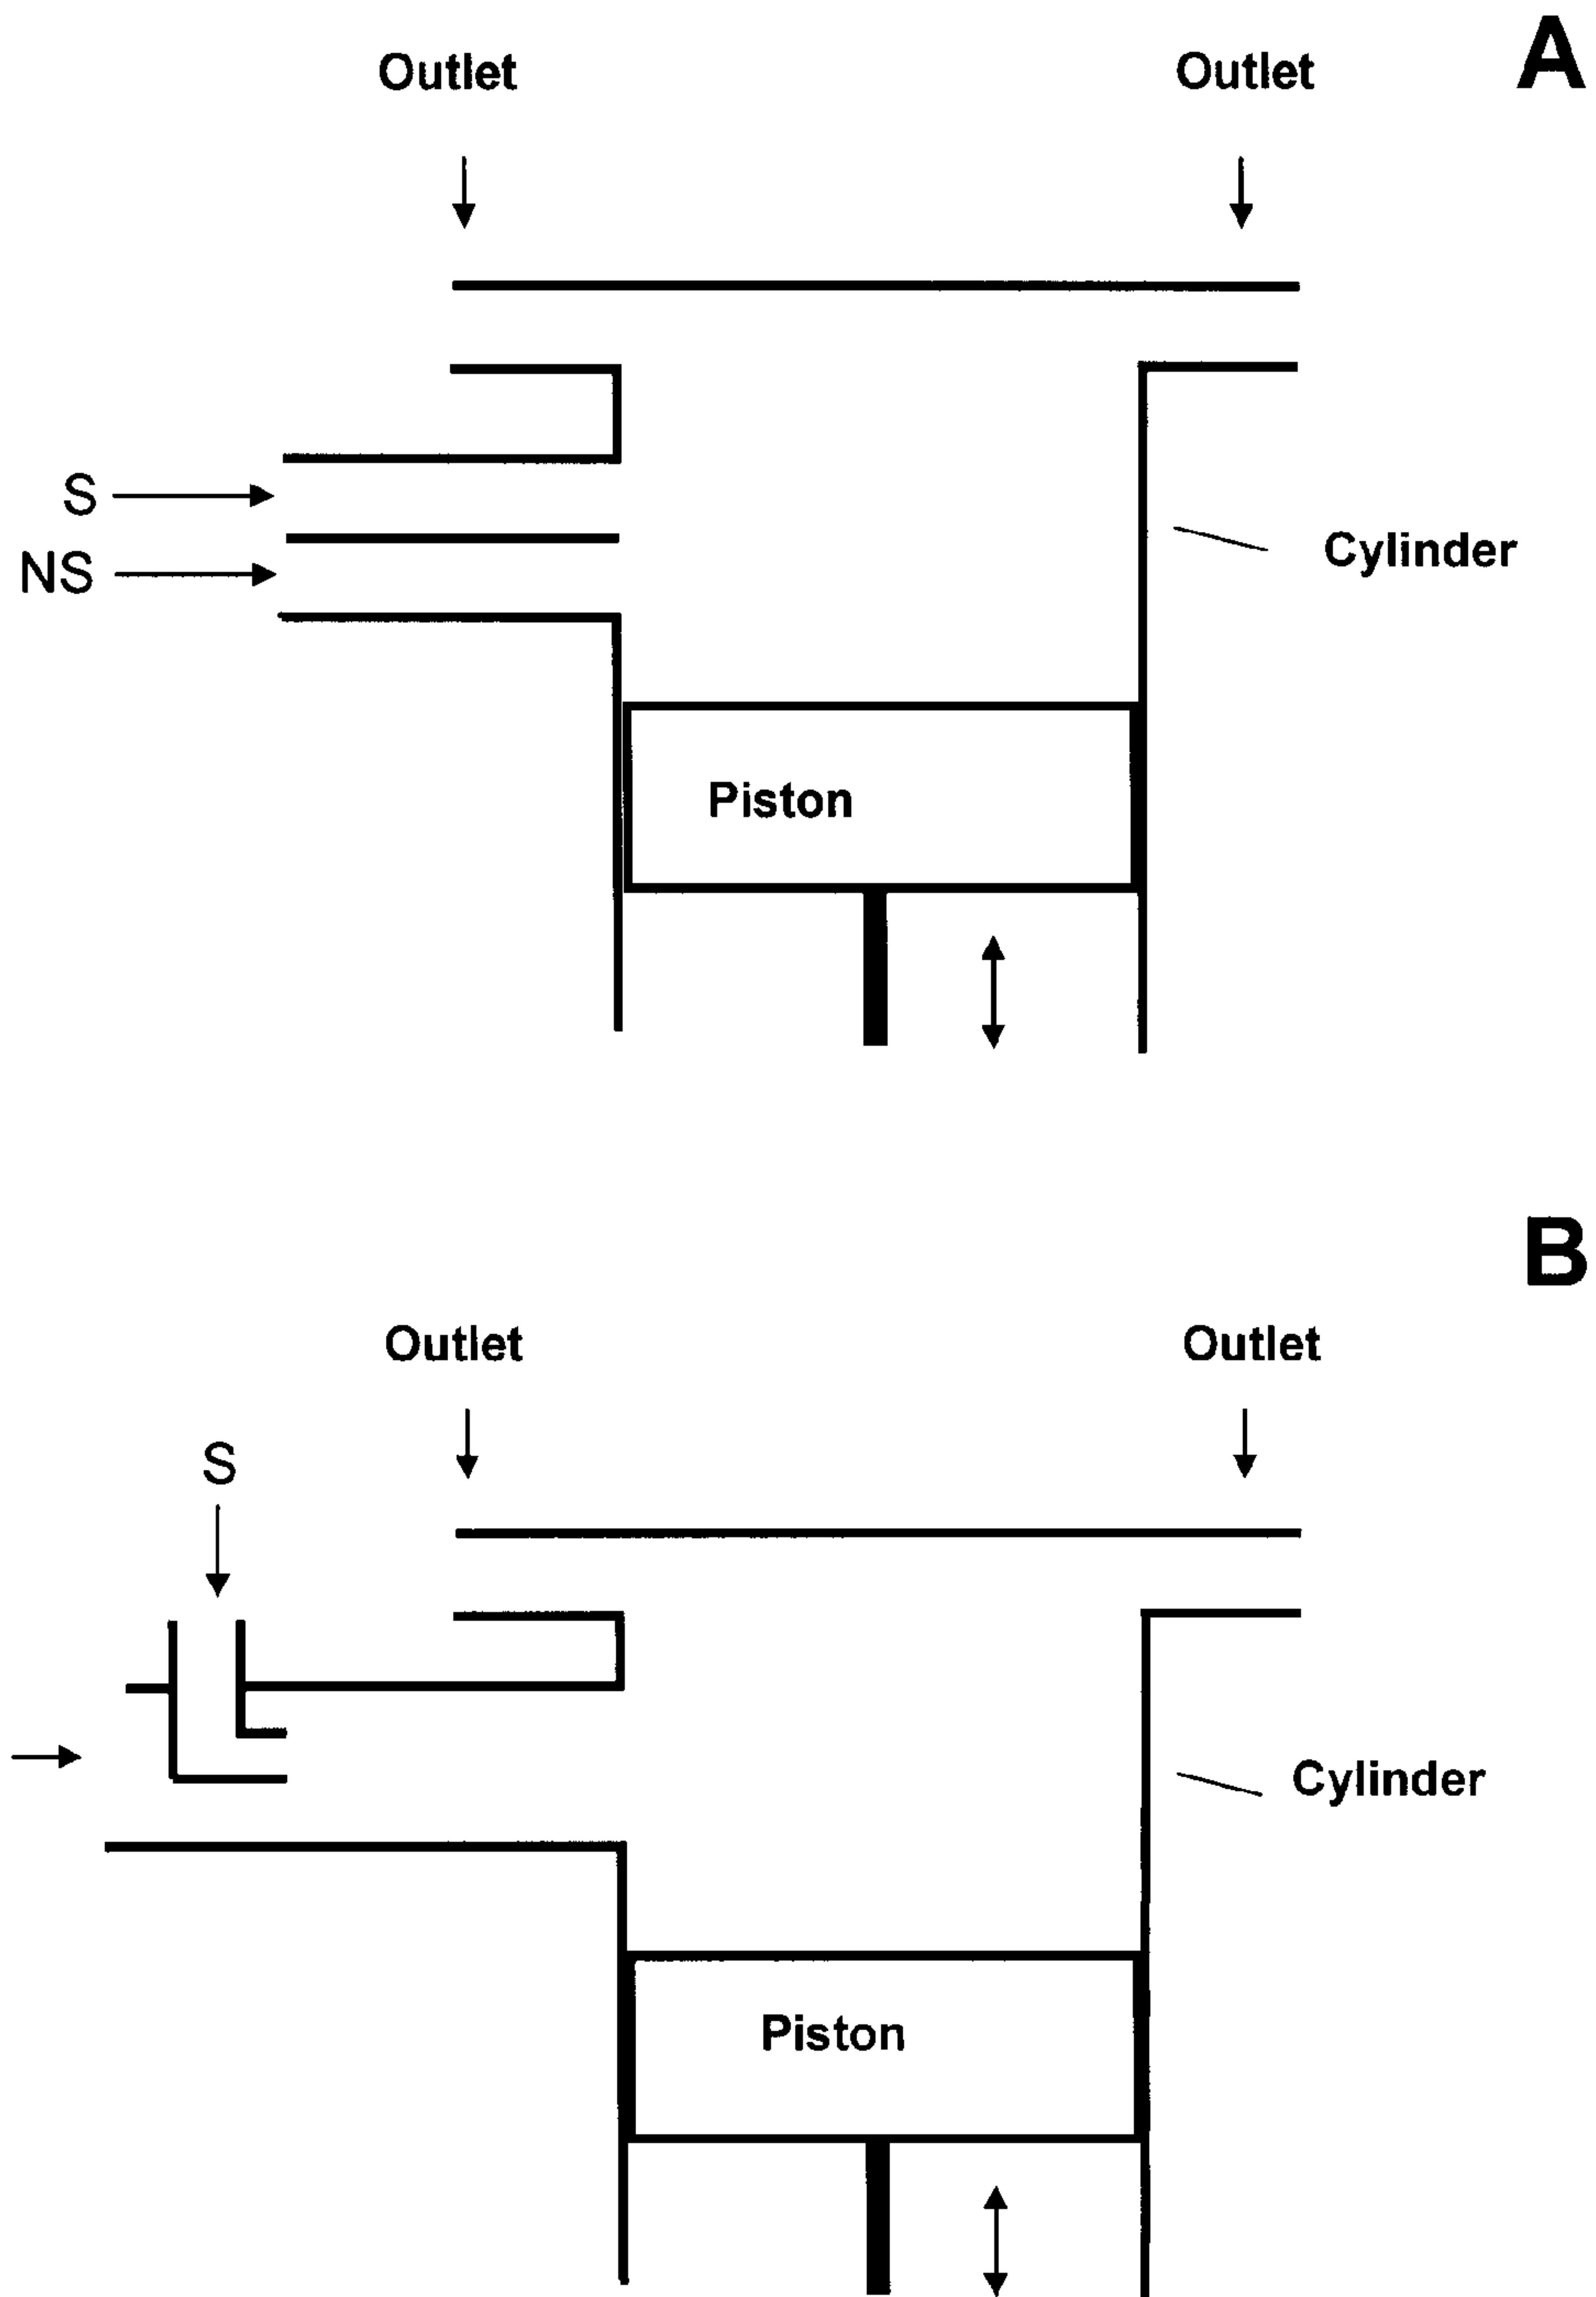 A
Outlet Outlet
S
NS
Cylinder
Piston
B
Outlet Outlet
S
Cylinder
Piston